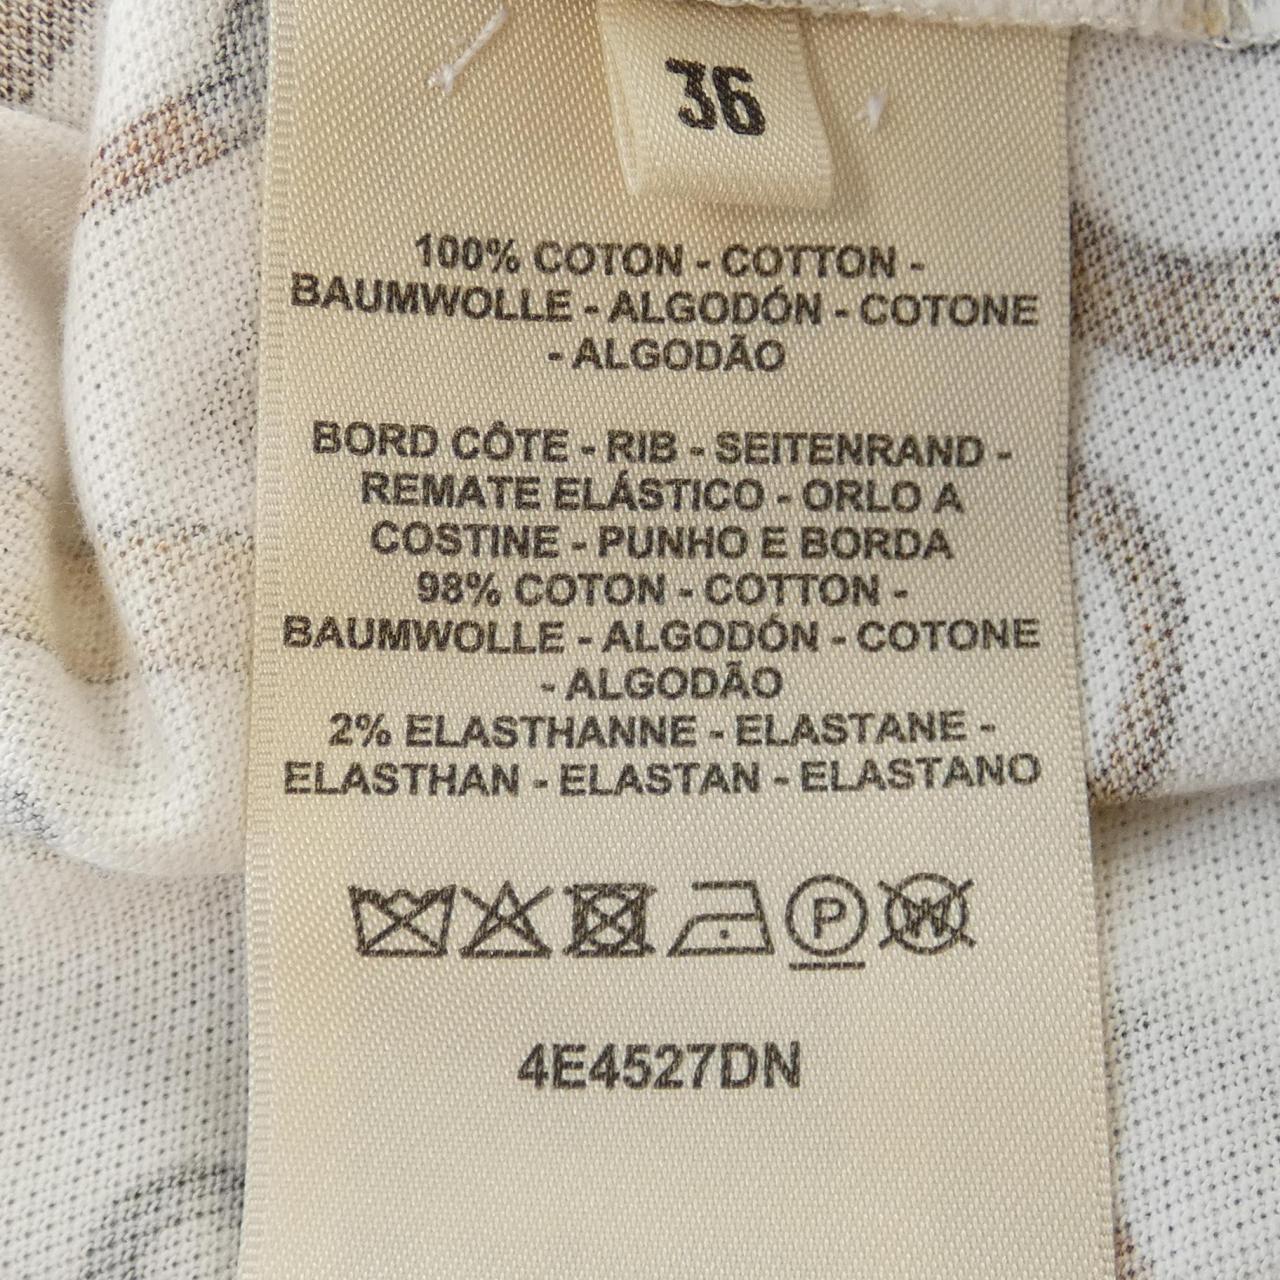 36
100% COTON - COTTON -
BAUMWOLLE - ALGODÓN - COTONE
- ALGODÃO
BORD CÔTE - RIB - SEITENRAND -
REMATE ELÁSTICO - ORLO A
COSTINE - PUNHO E BORDA
98% COTON - COTTON -
BAUMWOLLE - ALGODÓN - COTONE
- ALGODÃO
2% ELASTHANNE - ELASTANE -
ELASTHAN - ELASTAN - ELASTANO
P W
4E4527DN